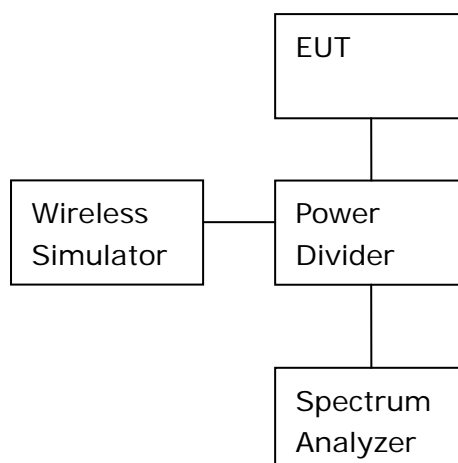 EUT
Wireless
Simulator
Power
Divider
Spectrum
Analyzer